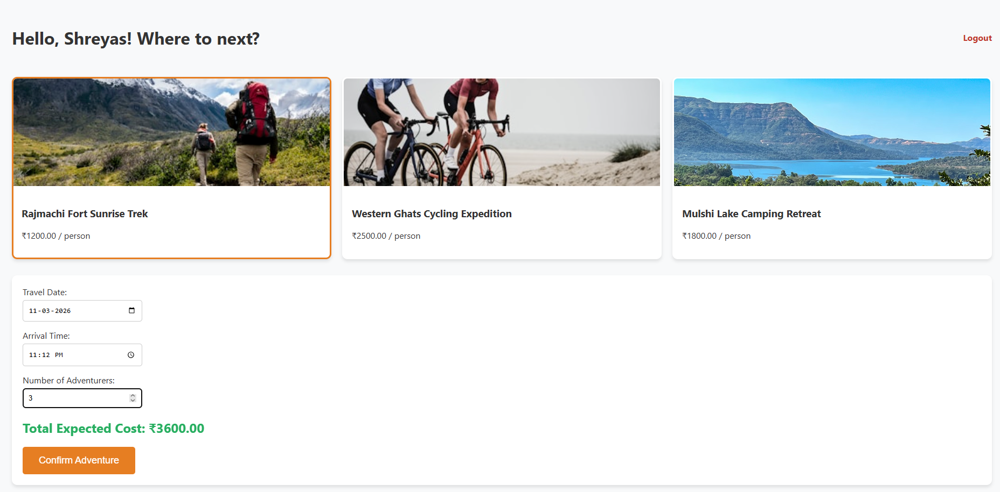 Hello, Shreyas! Where to next?
Logout
Rajmachi Fort Sunrise Trek
₹1200.00 / person
Western Ghats Cycling Expedition
₹2500.00 / person
Mulshi Lake Camping Retreat
₹1800.00 / person
Travel Date:
11-03-2026
Arrival Time:
11:12 PM
Number of Adventurers:
3
Total Expected Cost: ₹3600.00
Confirm Adventure